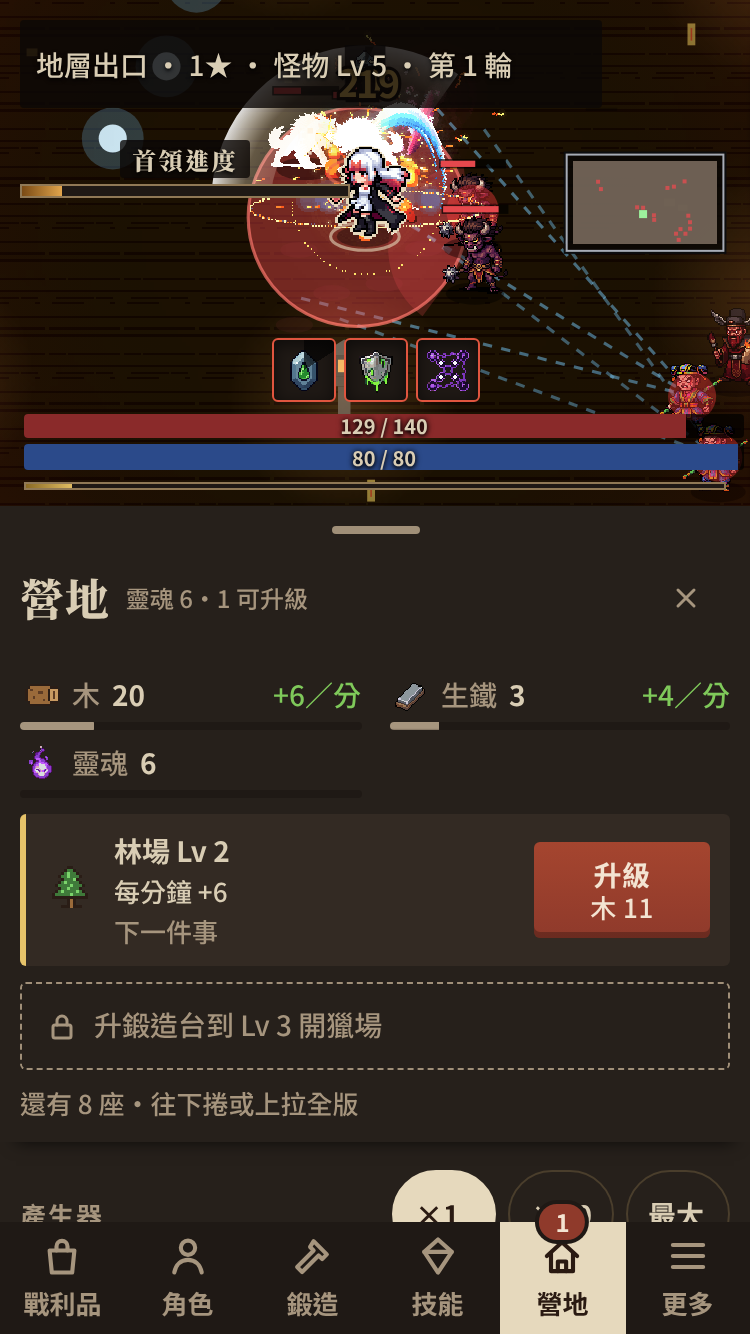 地層出口 • 1★ • 怪物 Lv 5 • 第 1 輪
219
首領進度
129 / 140
80 / 80
營地
靈魂 6・1 可升級
木 20
+6／分
生鐵 3
+4／分
靈魂 6
林場 Lv 2
每分鐘 +6
下一件事
升級
木 11
升鍛造台到 Lv 3 開獵場
還有 8 座・往下捲或上拉全版
產生器
×1
最大
1
戰利品
角色
鍛造
技能
營地
更多